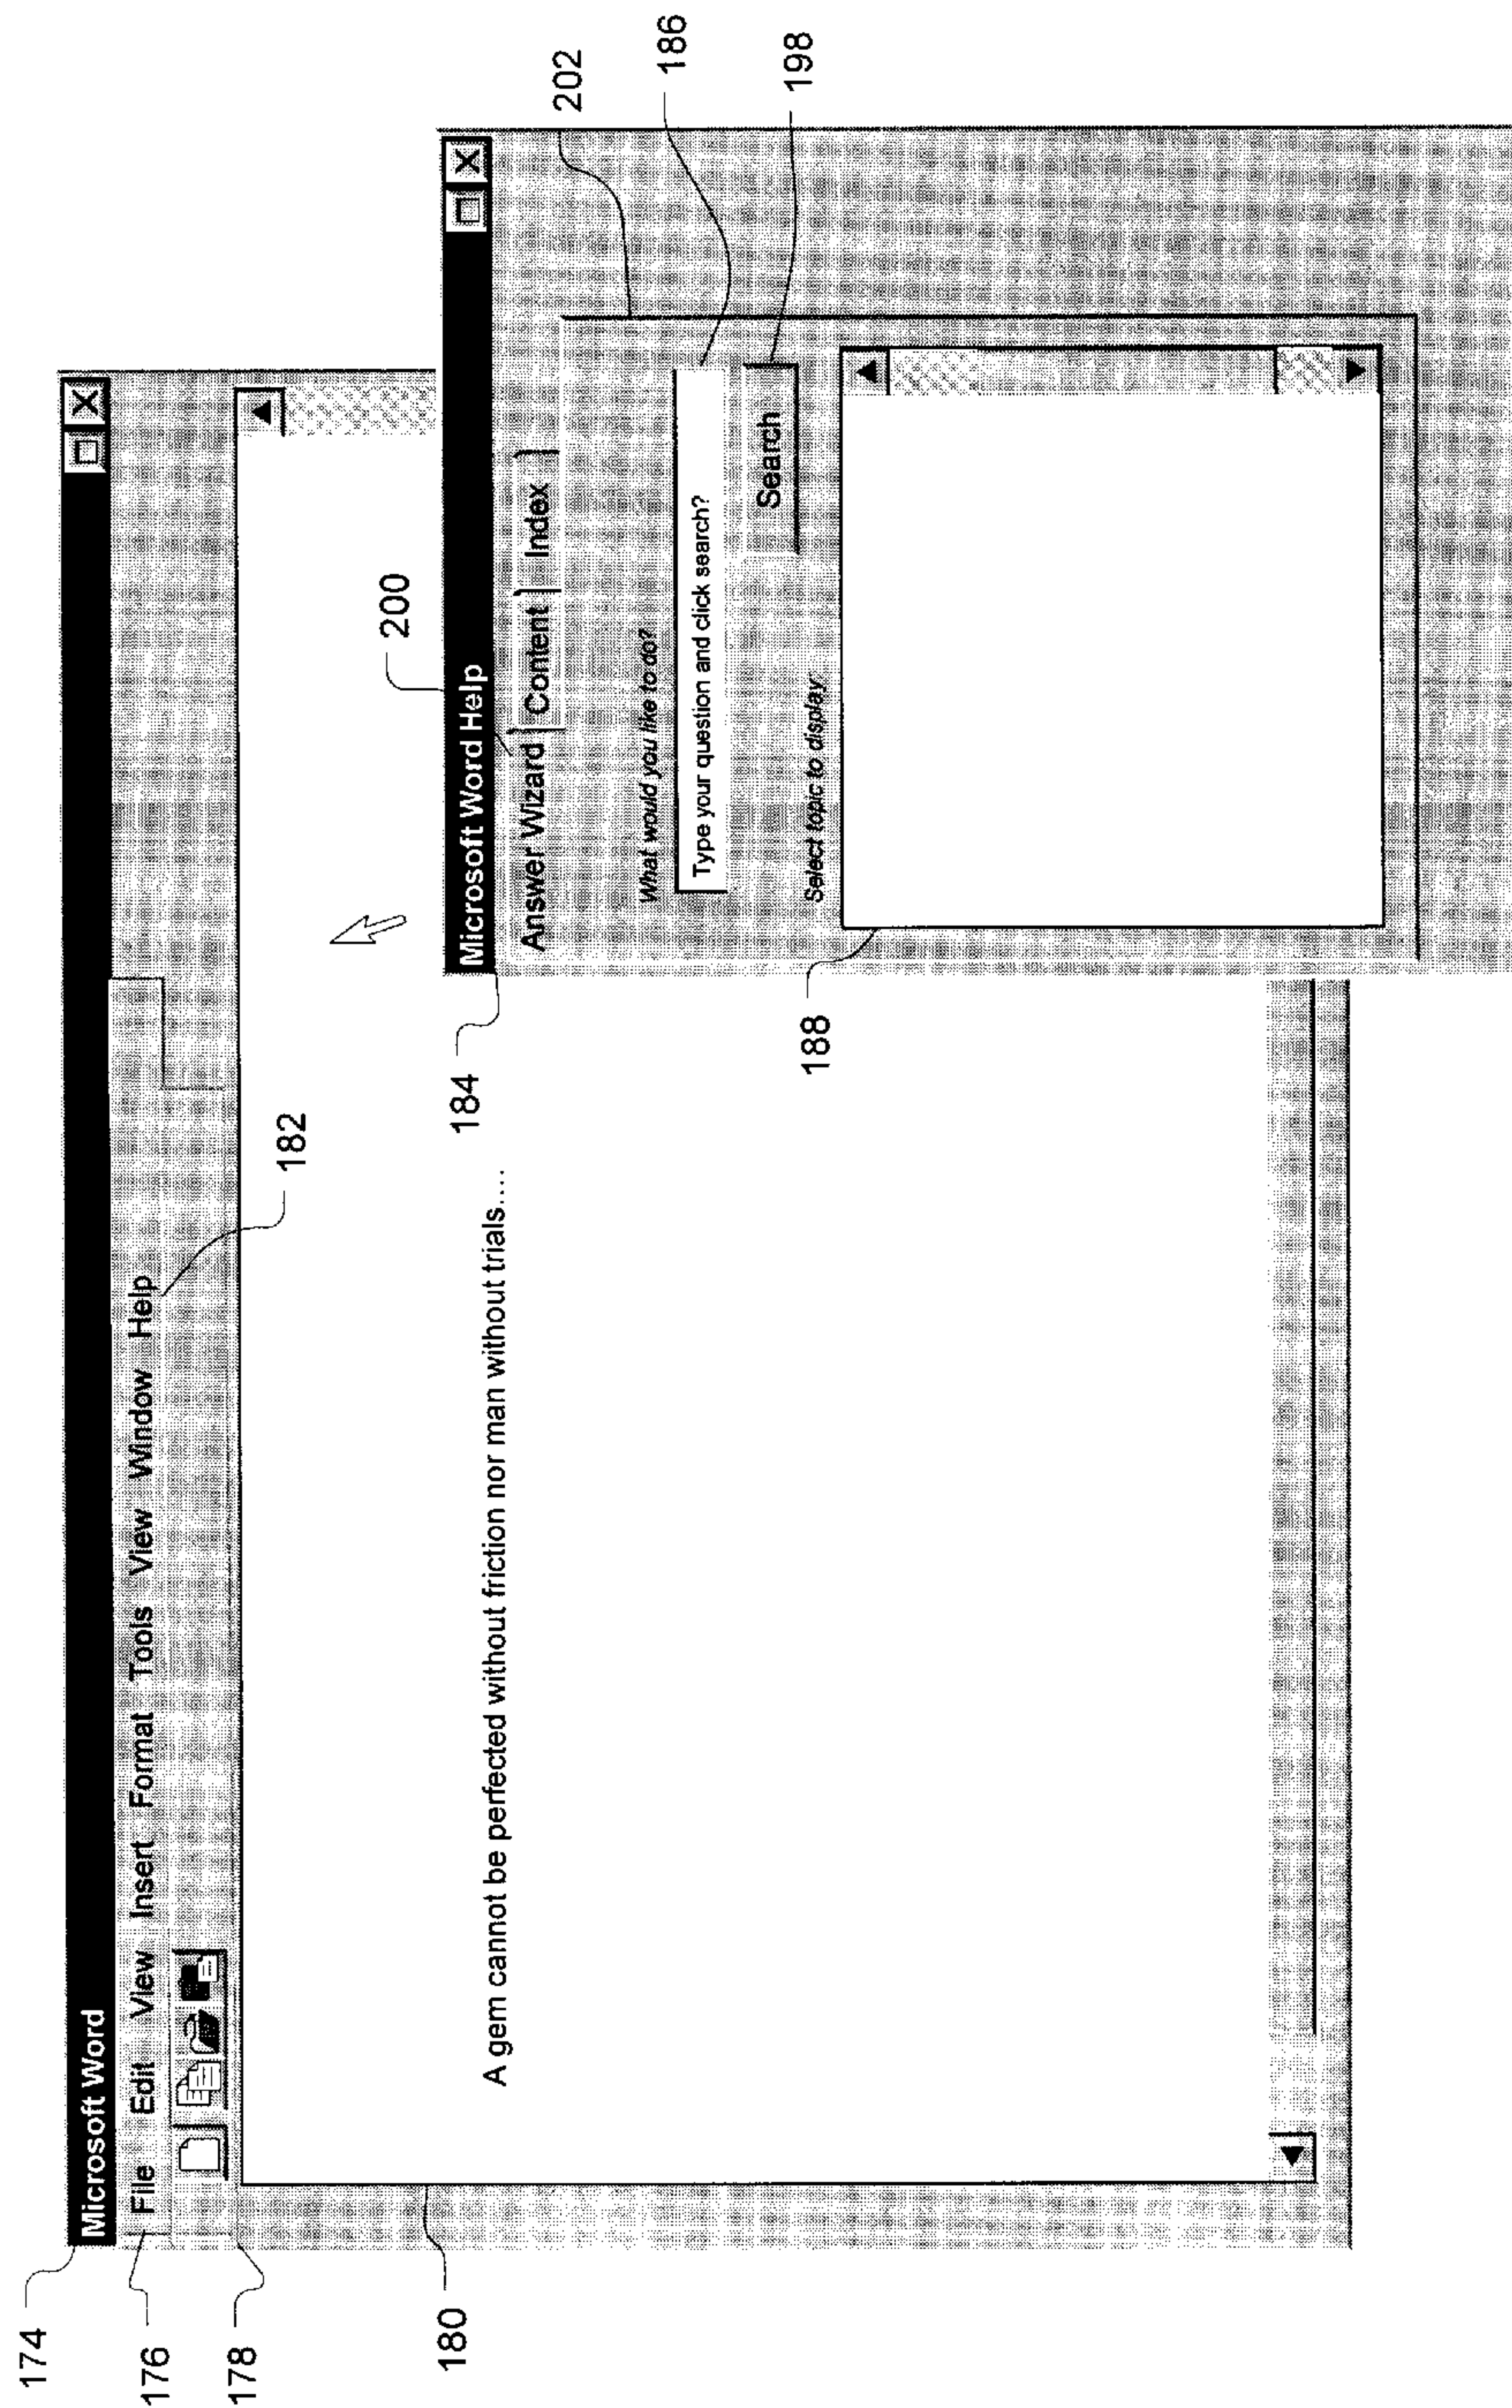 174
Microsoft Word
176
File Edit View Insert Format Tools View Window Help
182
178
180
A gem cannot be perfected without friction nor man without trials....
184
200
Microsoft Word Help
202
Answer Wizard Content Index
What would you like to do?
186
Type your question and click search?
198
Search
Select topic to display
188